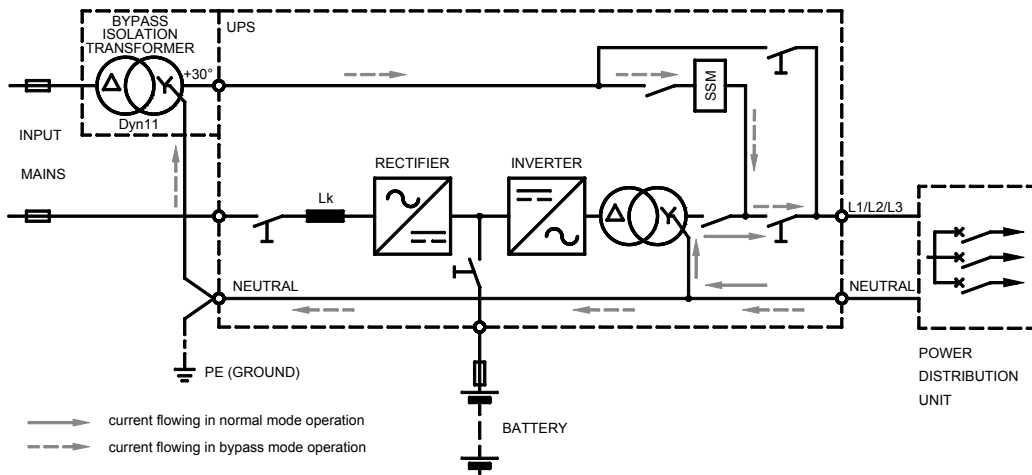 BYPASS
ISOLATION
TRANSFORMER
UPS
+30°
Δ
Y
Dyn11
SSM
INPUT
MAINS
RECTIFIER
INVERTER
Lk
Δ
Y
L1/L2/L3
NEUTRAL
NEUTRAL
PE (GROUND)
POWER
DISTRIBUTION
UNIT
BATTERY
current flowing in normal mode operation
current flowing in bypass mode operation